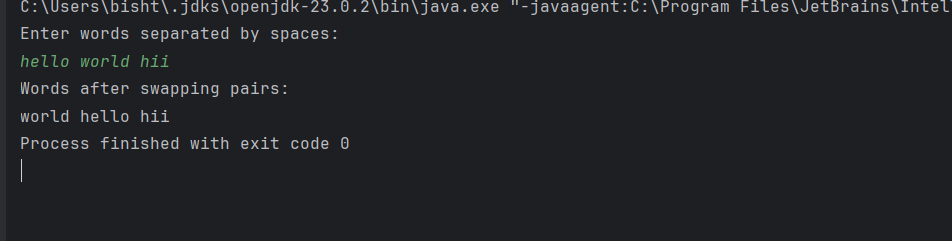 C:\Users\bisht\.jdks\openjdk-23.0.2\bin\java.exe "-javaagent:C:\Program Files\JetBrains\Intel
Enter words separated by spaces:
hello world hii
Words after swapping pairs:
world hello hii
Process finished with exit code 0